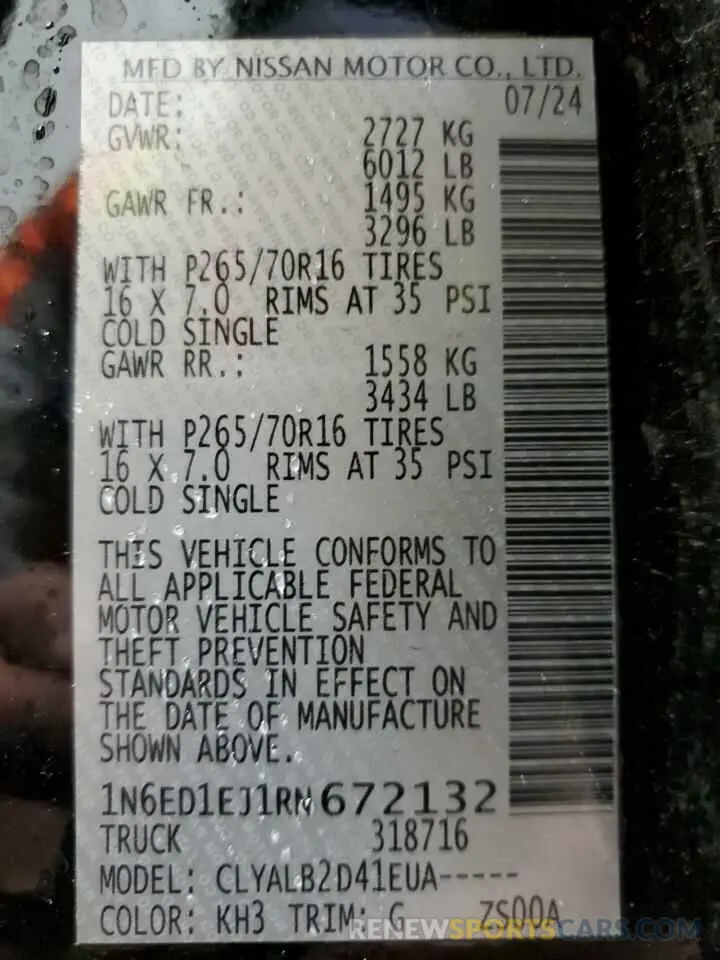 MFD BY NISSAN MOTOR CO., LTD.
DATE: 07/24
GVWR: 2727 KG
6012 LB
GAWR FR.: 1495 KG
3296 LB
WITH P265/70R16 TIRES
16 X 7.0 RIMS AT 35 PSI
COLD SINGLE
GAWR RR.: 1558 KG
3434 LB
WITH P265/70R16 TIRES
16 X 7.0 RIMS AT 35 PSI
COLD SINGLE
THIS VEHICLE CONFORMS TO
ALL APPLICABLE FEDERAL
MOTOR VEHICLE SAFETY AND
THEFT PREVENTION
STANDARDS IN EFFECT ON
THE DATE OF MANUFACTURE
SHOWN ABOVE.
1N6ED1EJ1RN672132
TRUCK 318716
MODEL: CLYALB2D41EUA-----
COLOR: KH3 TRIM: G ZS00A
RENEWSPORTSCARS.COM